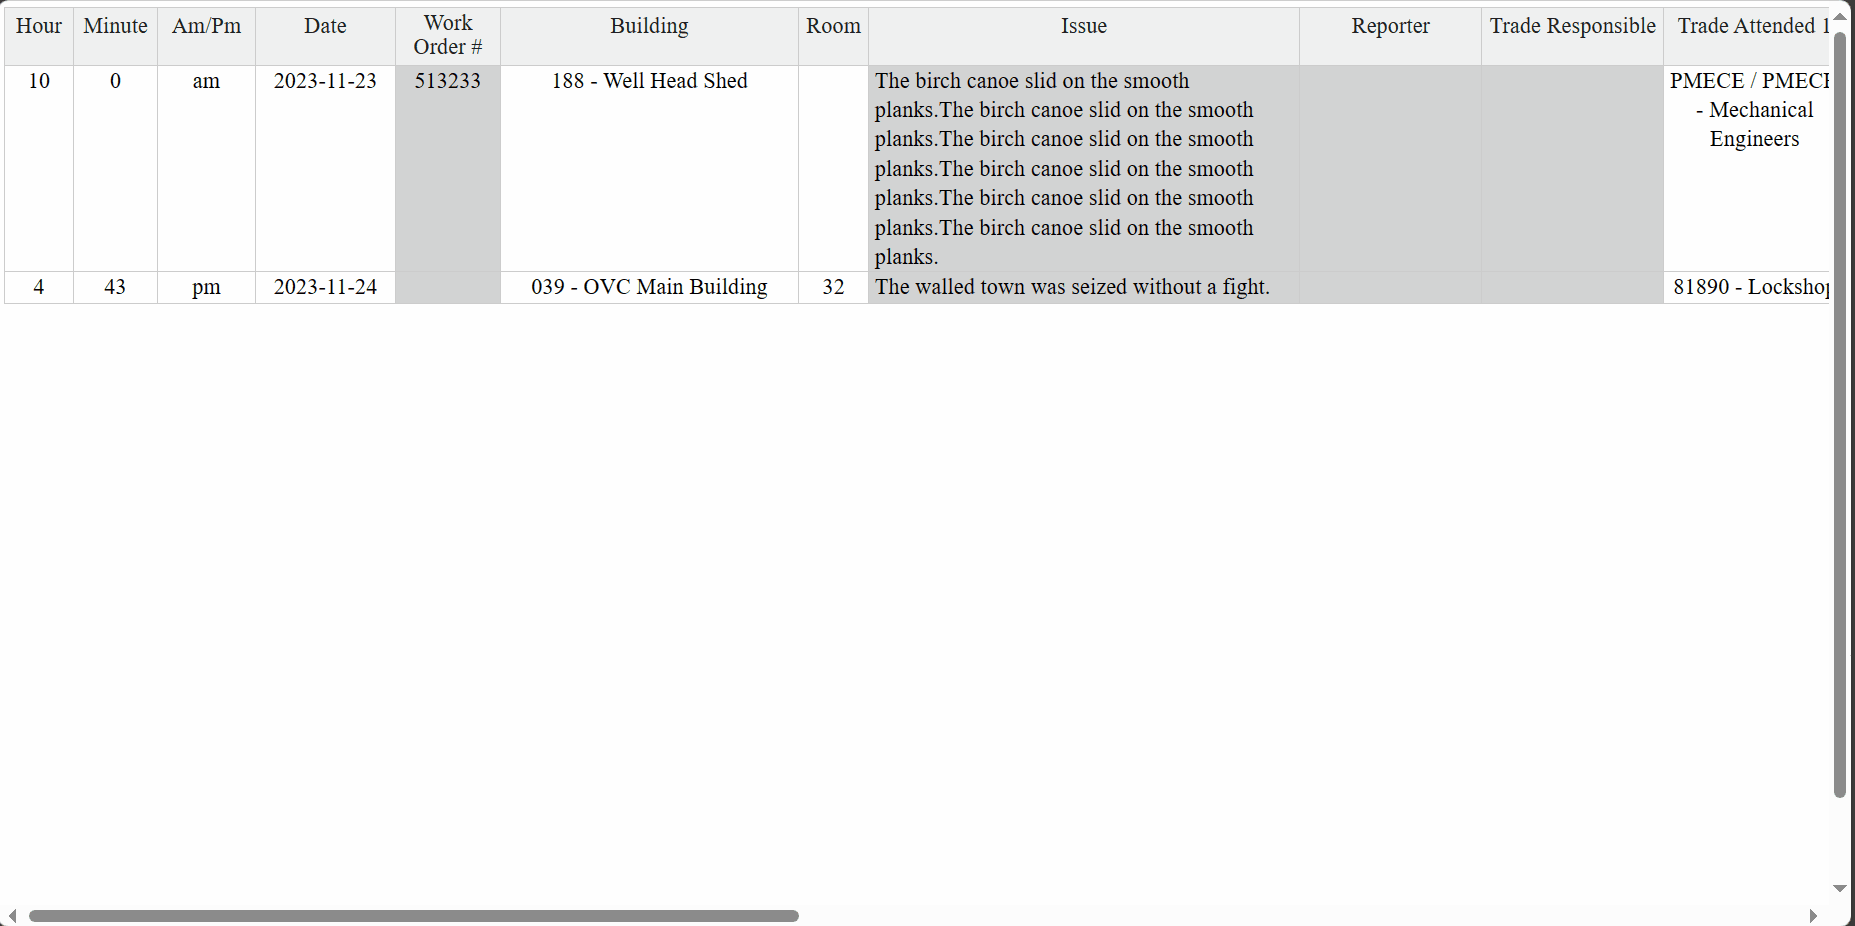 Hour Minute Am/Pm Date Work Order # Building Room Issue Reporter Trade Responsible Trade Attended 1
10 0 am 2023-11-23 513233 188 - Well Head Shed The birch canoe slid on the smooth PMECE / PMECE
planks.The birch canoe slid on the smooth - Mechanical
planks.The birch canoe slid on the smooth Engineers
planks.The birch canoe slid on the smooth
planks.The birch canoe slid on the smooth
planks.The birch canoe slid on the smooth
planks.
4 43 pm 2023-11-24 039 - OVC Main Building 32 The walled town was seized without a fight. 81890 - Lockshop